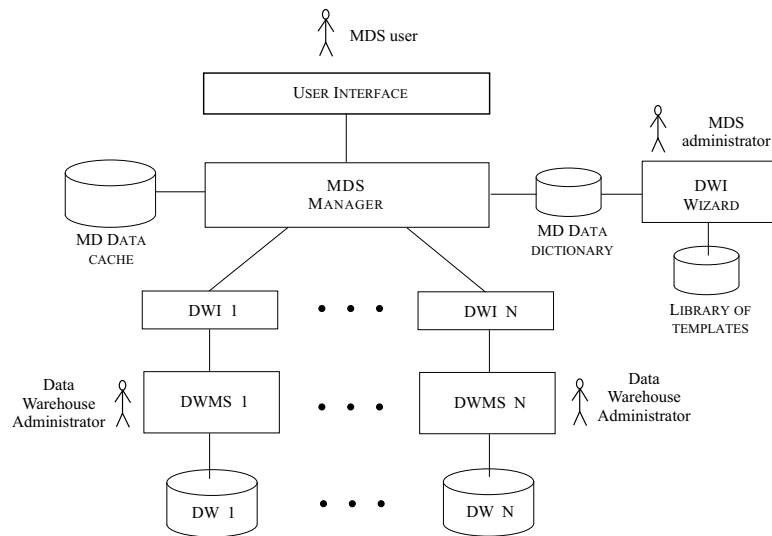 MDS user
USER INTERFACE
MDS
administrator
MDS
MANAGER
MD DATA
CACHE
MD DATA
DICTIONARY
DWI
WIZARD
LIBRARY OF
TEMPLATES
DWI 1
• • •
DWI N
Data
Warehouse
Administrator
DWMS 1
• • •
DWMS N
Data
Warehouse
Administrator
DW 1
• • •
DW N